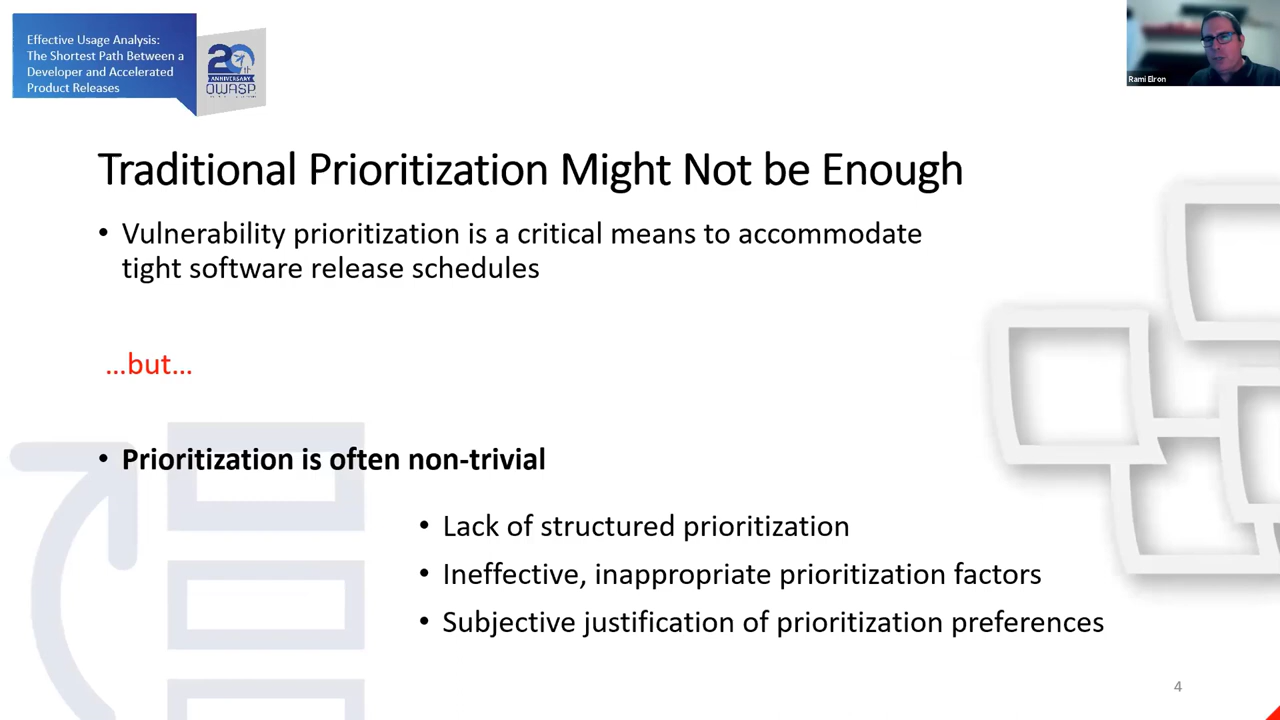 Effective Usage Analysis:
The Shortest Path Between a
Developer and Accelerated
Product Releases
20th
ANNIVERSARY
OWASP
Rami Elron
Traditional Prioritization Might Not be Enough
• Vulnerability prioritization is a critical means to accommodate
tight software release schedules
...but...
• Prioritization is often non-trivial
• Lack of structured prioritization
• Ineffective, inappropriate prioritization factors
• Subjective justification of prioritization preferences
4